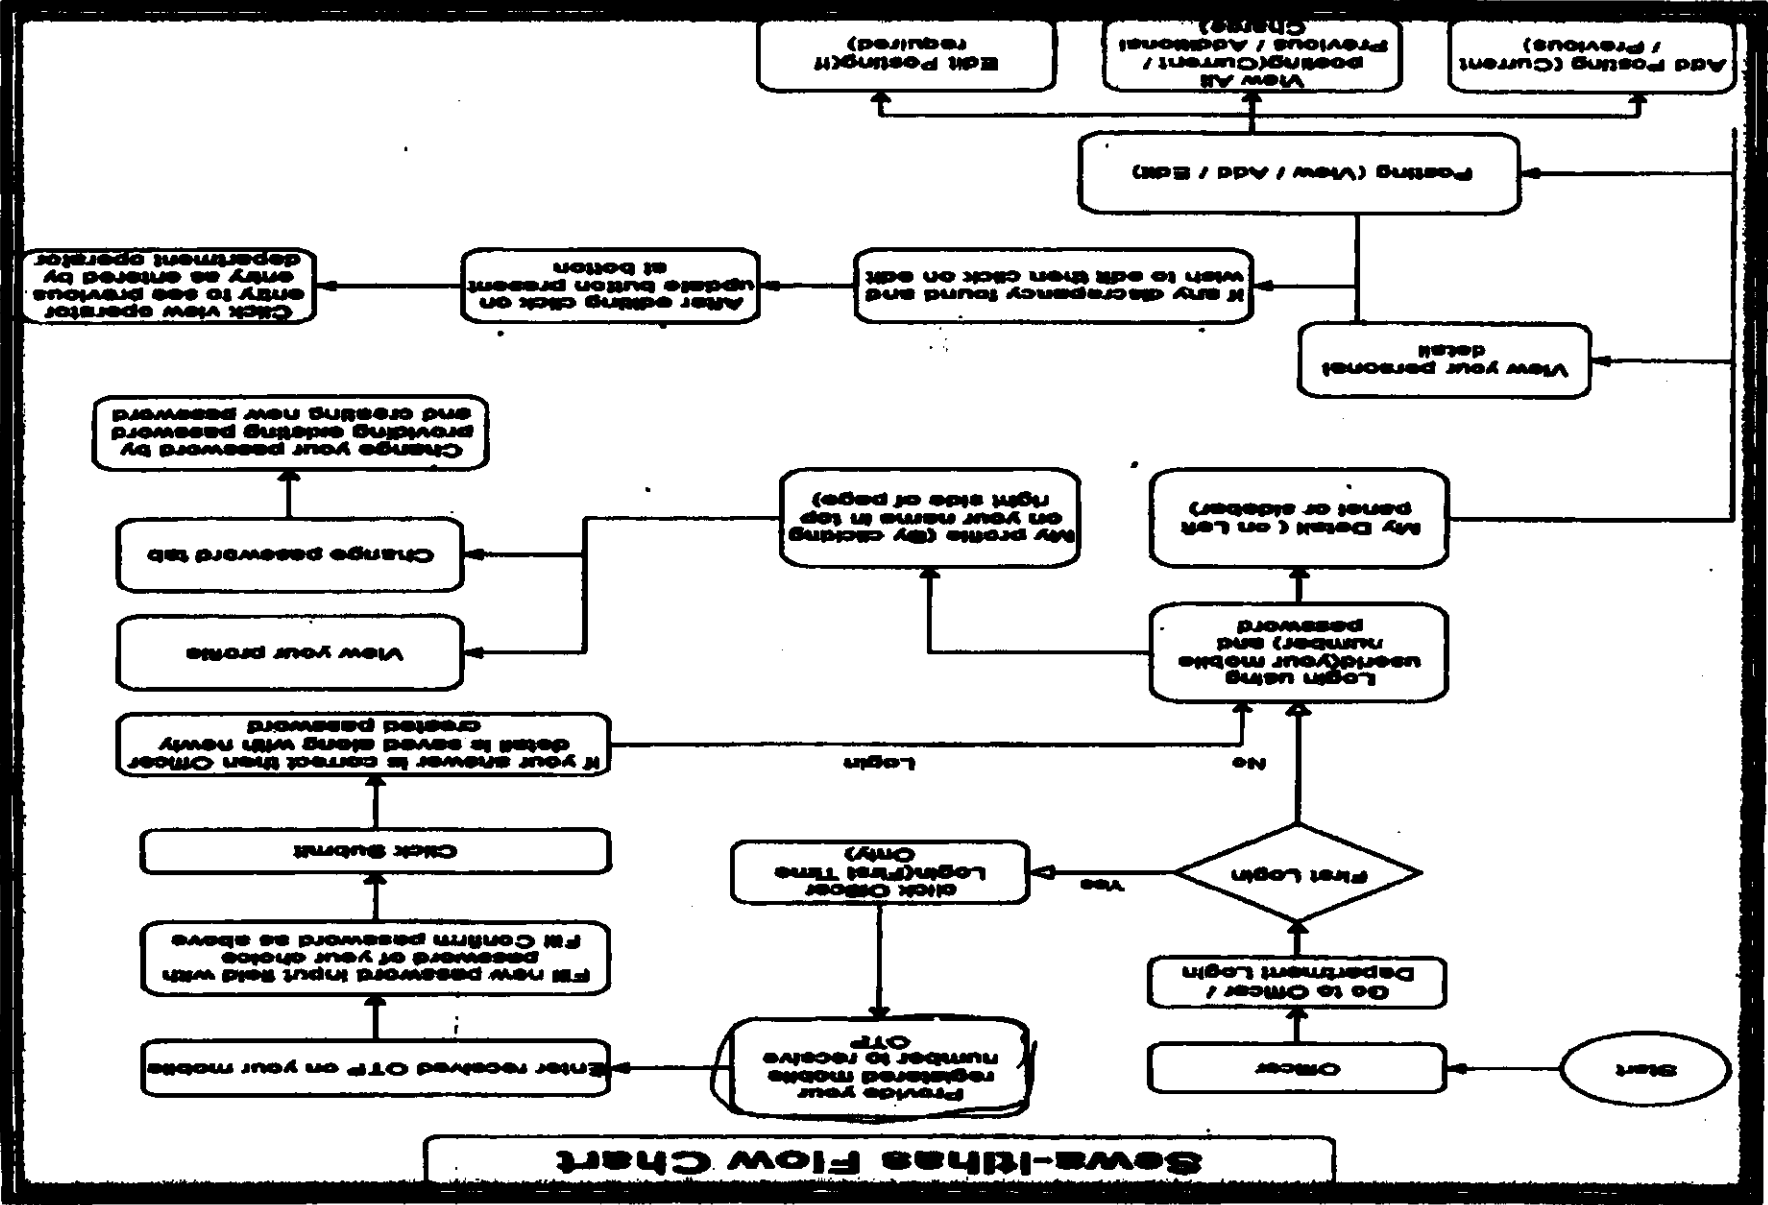 Sewa-Itihas Flow Chart
Start
Officer
Go to Officer /
Department Login
First Login
Yes
No
click Officer
Login(First Time
Only)
Provide your
registered mobile
number to receive
OTP
Enter received OTP on your mobile
Fill new password input field with
password of your choice
Fill Confirm password as above
Click Submit
If your answer is correct then Officer
detail is saved along with newly
created password
Login
Login using
userid(your mobile
number) and
password
My Detail ( on Left
panel or sidebar)
My profile (By clicking
on your name in top
right side of page)
View your profile
Change password tab
Change your password by
providing existing password
and creating new password
View your personal
detail
if any discrepancy found and
wish to edit then click on edit
After editing click on
update button present
at botton
Click view operator
entry to see previous
entry as entered by
department operator
Posting (View / Add / Edit)
Add Posting (Current
/ Previous)
View All
posting(Current /
Previous / Additional
Charge)
Edit Posting(If
required)